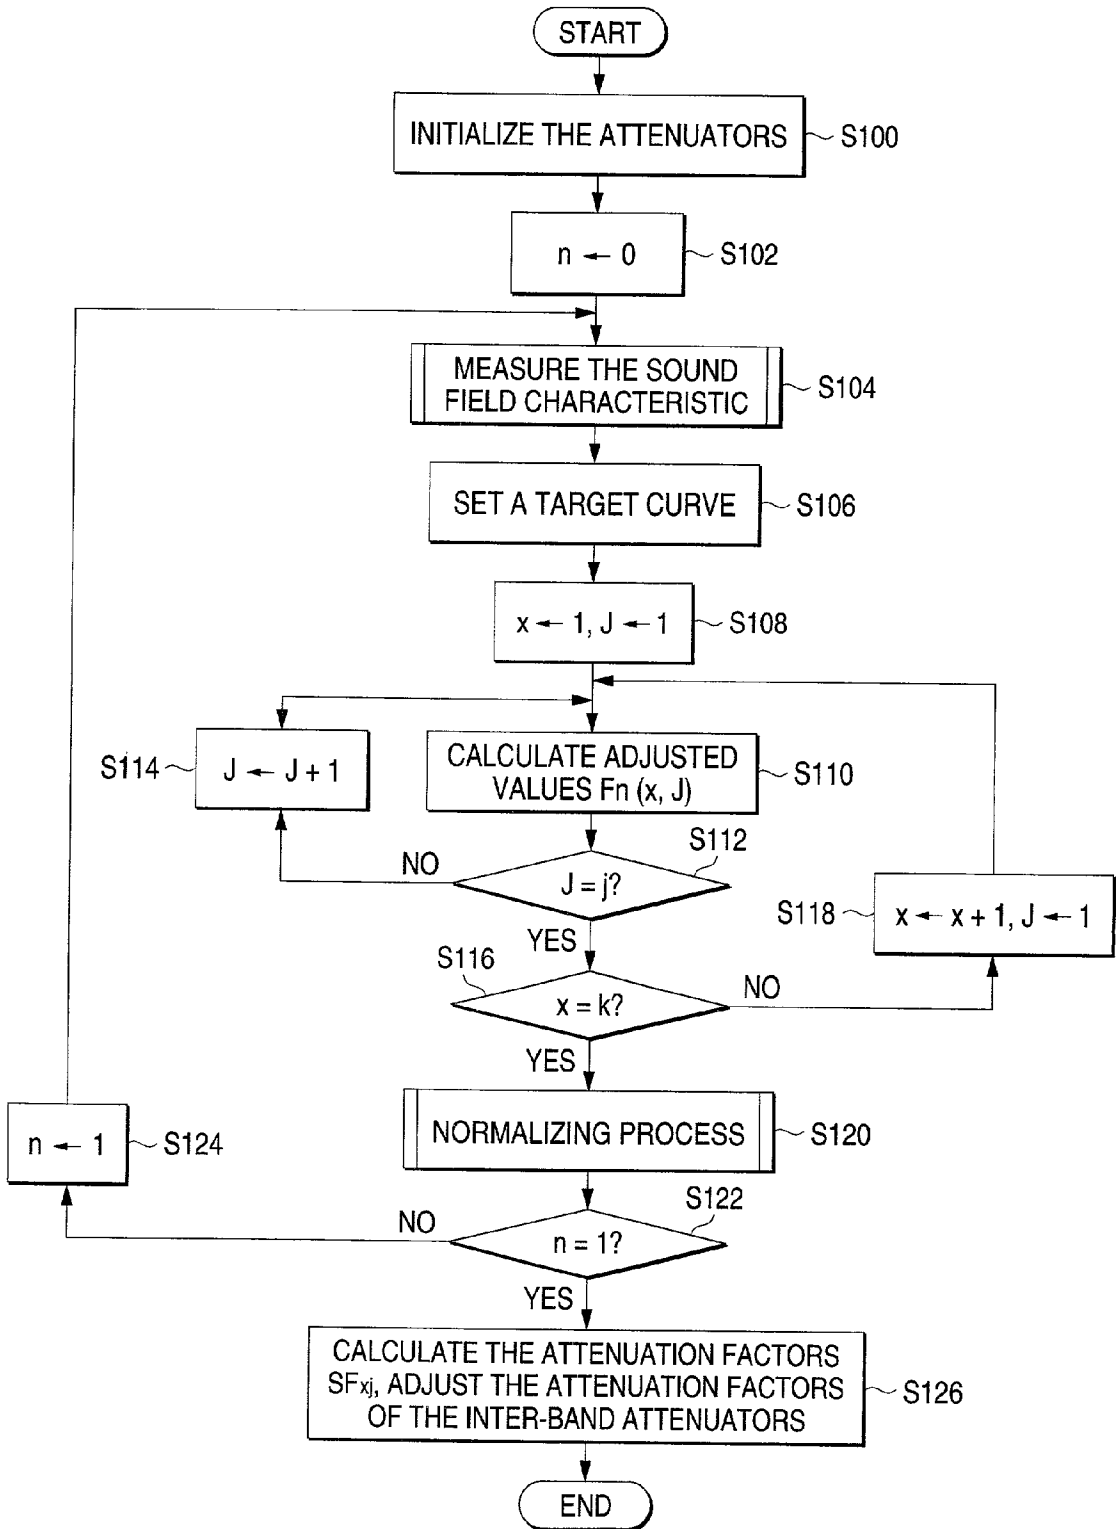 START
INITIALIZE THE ATTENUATORS
S100
n ← 0
S102
MEASURE THE SOUND
FIELD CHARACTERISTIC
S104
SET A TARGET CURVE
S106
x ← 1, J ← 1
S108
S114
J ← J + 1
CALCULATE ADJUSTED
VALUES Fn (x, J)
S110
S112
NO
J = j?
S118
x ← x + 1, J ← 1
YES
S116
x = k?
NO
YES
n ← 1
S124
NORMALIZING PROCESS
S120
S122
NO
n = 1?
YES
CALCULATE THE ATTENUATION FACTORS
SFxj, ADJUST THE ATTENUATION FACTORS
OF THE INTER-BAND ATTENUATORS
S126
END